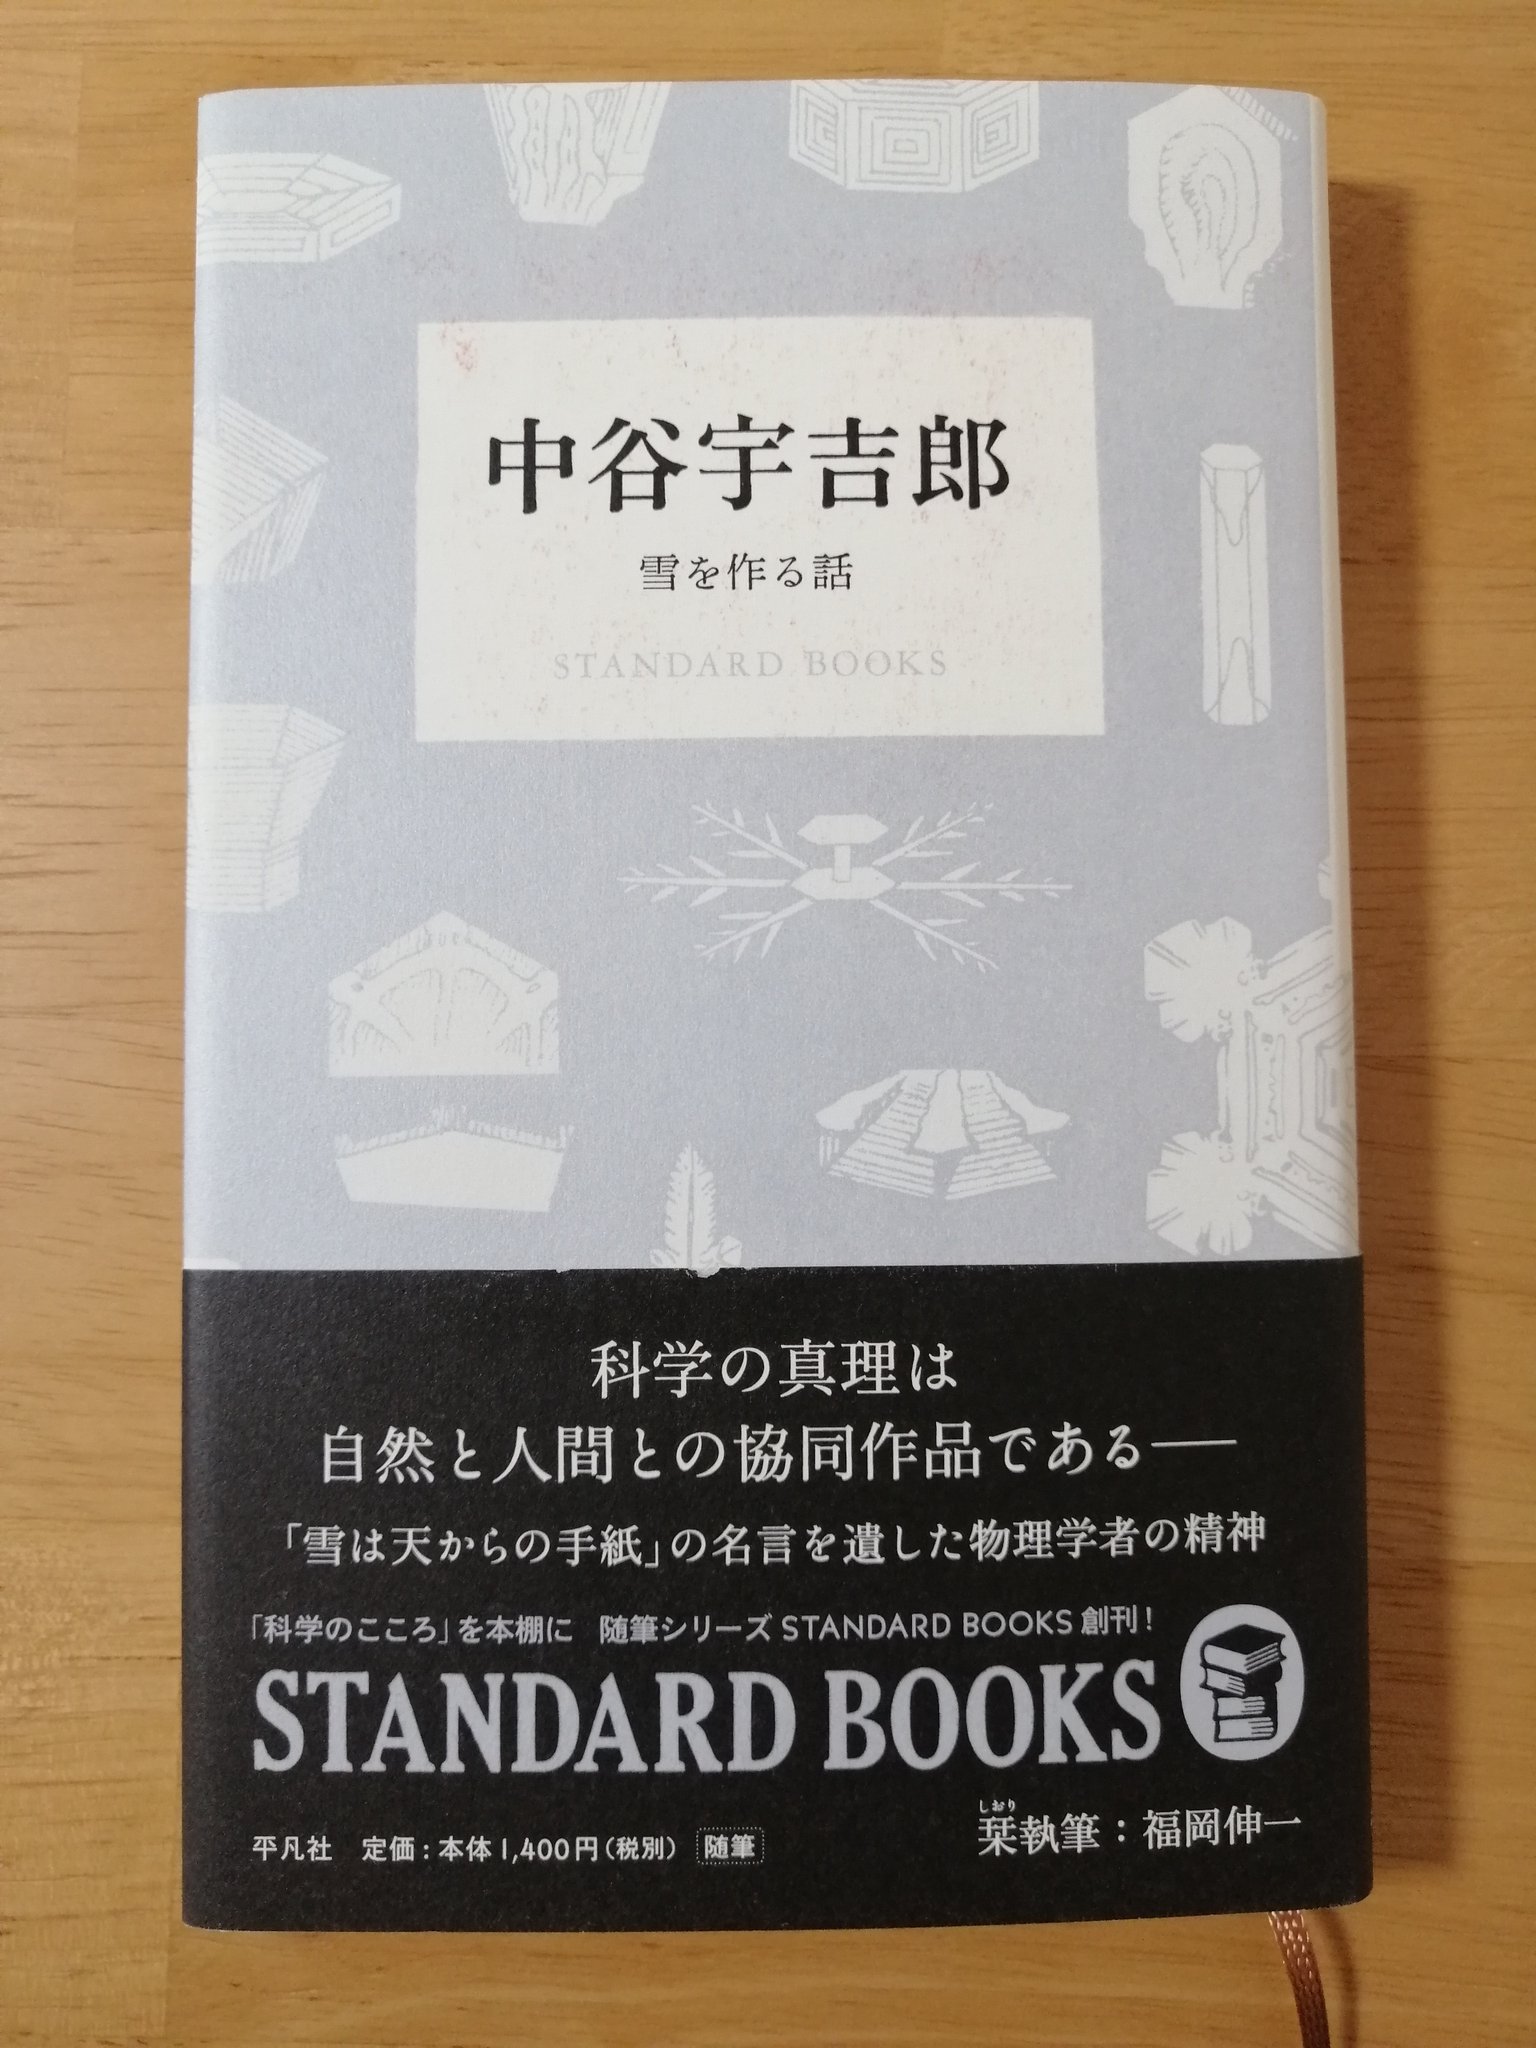 中谷宇吉郎
雪を作る話
STANDARD BOOKS
科学の真理は
自然と人間との協同作品である──
「雪は天からの手紙」の名言を遺した物理学者の精神
「科学のこころ」を本棚に　随筆シリーズ STANDARD BOOKS 創刊!
STANDARD BOOKS
しおり
栞執筆：福岡伸一
平凡社　定価：本体1,400円(税別)　随筆